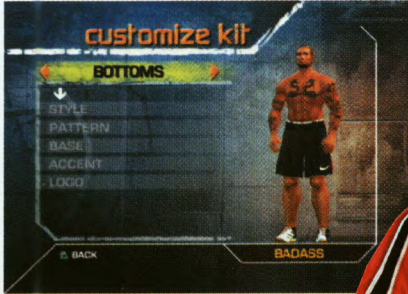 customize kit
BOTTOMS
STYLE
PATTERN
BASE
ACCENT
LOGO
BACK
BADASS